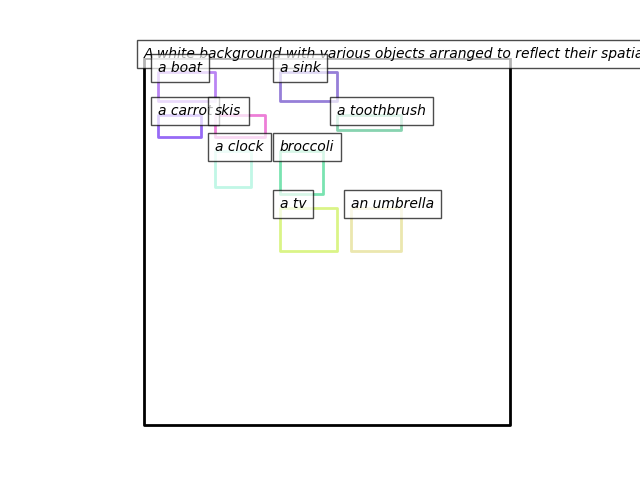 A white background with various objects arranged to reflect their spatia
a boat
a sink
a carrot
skis
a toothbrush
a clock
broccoli
a tv
an umbrella